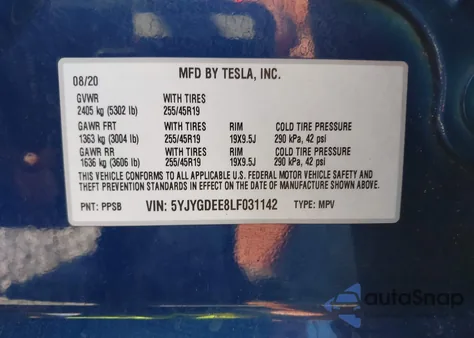 MFD BY TESLA, INC.
08/20
GVWR WITH TIRES
2405 kg (5302 lb) 255/45R19
GAWR FRT WITH TIRES RIM COLD TIRE PRESSURE
1363 kg (3004 lb) 255/45R19 19X9.5J 290 kPa, 42 psi
GAWR RR WITH TIRES RIM COLD TIRE PRESSURE
1636 kg (3606 lb) 255/45R19 19X9.5J 290 kPa, 42 psi
THIS VEHICLE CONFORMS TO ALL APPLICABLE FEDERAL MOTOR VEHICLE SAFETY AND
THEFT PREVENTION STANDARDS IN EFFECT ON THE DATE OF MANUFACTURE SHOWN ABOVE.
PNT: PPSB VIN: 5YJYGDEE8LF031142 TYPE: MPV
autoSnap